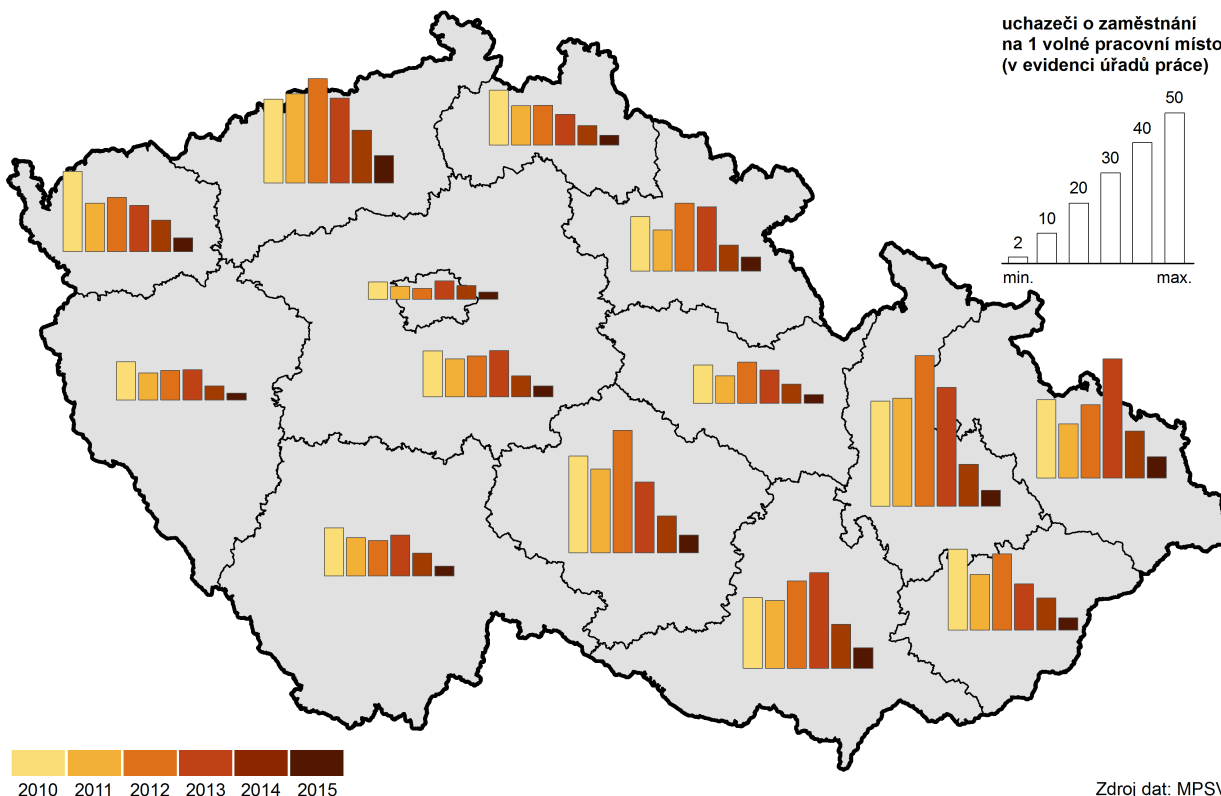 uchazeči o zaměstnání
na 1 volné pracovní místo
(v evidenci úřadů práce)
50
40
30
20
10
2
min. max.
2010 2011 2012 2013 2014 2015
Zdroj dat: MPSV